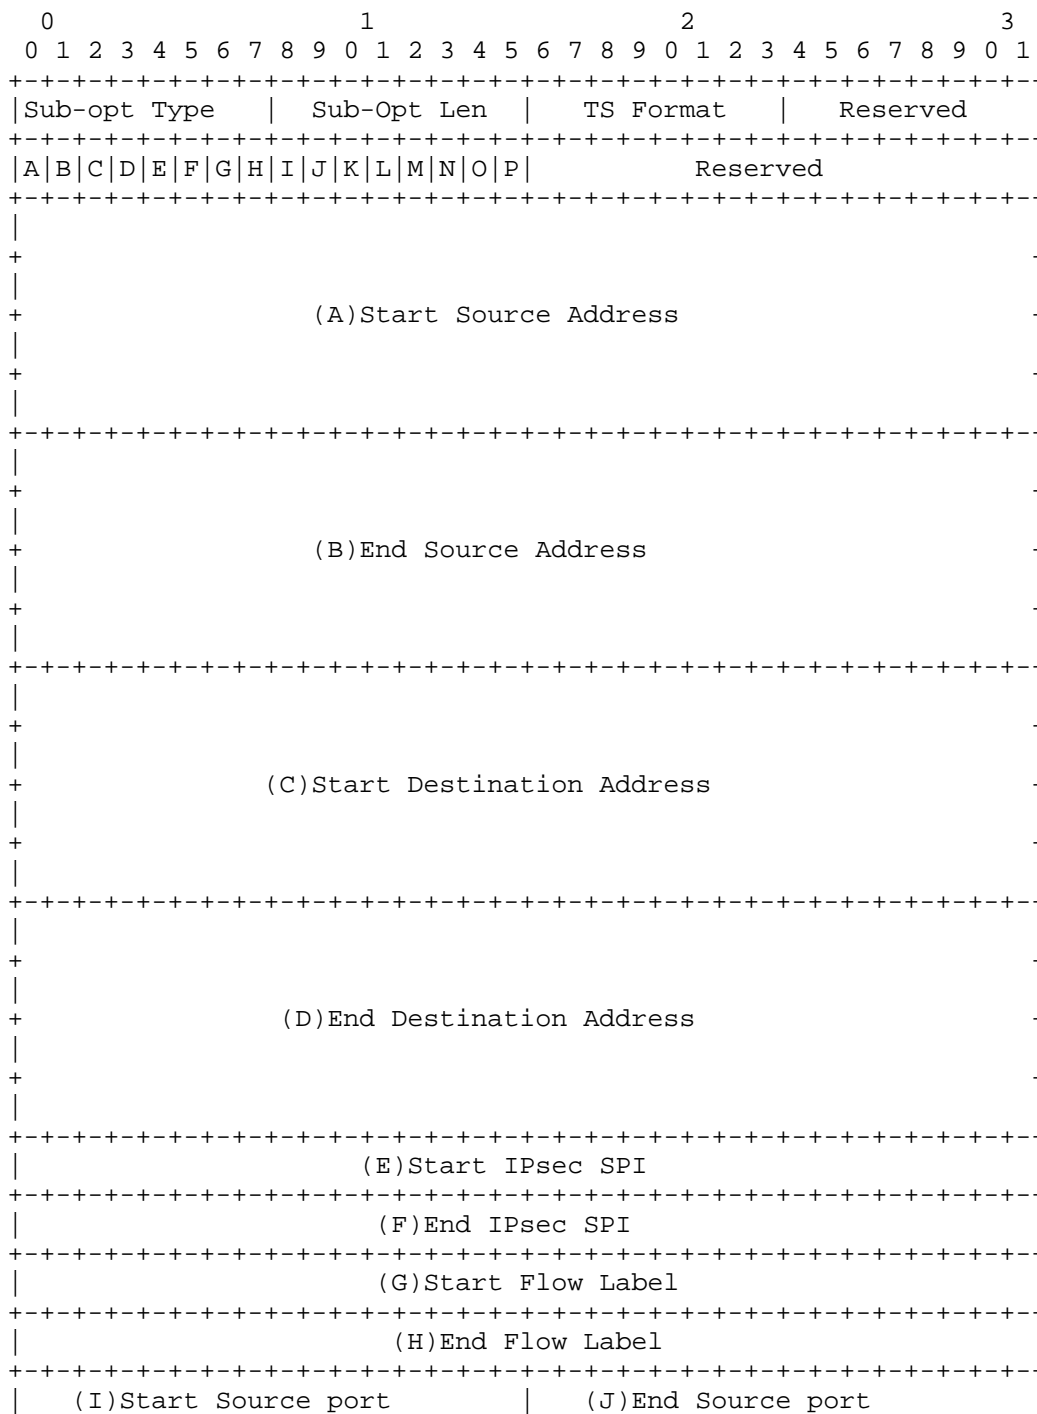 0                   1                   2                   3
 0 1 2 3 4 5 6 7 8 9 0 1 2 3 4 5 6 7 8 9 0 1 2 3 4 5 6 7 8 9 0 1
+-+-+-+-+-+-+-+-+-+-+-+-+-+-+-+-+-+-+-+-+-+-+-+-+-+-+-+-+-+-+-+--
|Sub-opt Type   |  Sub-Opt Len  |   TS Format   |   Reserved
+-+-+-+-+-+-+-+-+-+-+-+-+-+-+-+-+-+-+-+-+-+-+-+-+-+-+-+-+-+-+-+--
|A|B|C|D|E|F|G|H|I|J|K|L|M|N|O|P|          Reserved
+-+-+-+-+-+-+-+-+-+-+-+-+-+-+-+-+-+-+-+-+-+-+-+-+-+-+-+-+-+-+-+--
|
+                                                               -
|
+                  (A)Start Source Address                      -
|
+                                                               -
|
+-+-+-+-+-+-+-+-+-+-+-+-+-+-+-+-+-+-+-+-+-+-+-+-+-+-+-+-+-+-+-+--
|
+                                                               -
|
+                  (B)End Source Address                        -
|
+                                                               -
|
+-+-+-+-+-+-+-+-+-+-+-+-+-+-+-+-+-+-+-+-+-+-+-+-+-+-+-+-+-+-+-+--
|
+                                                               -
|
+               (C)Start Destination Address                    -
|
+                                                               -
|
+-+-+-+-+-+-+-+-+-+-+-+-+-+-+-+-+-+-+-+-+-+-+-+-+-+-+-+-+-+-+-+--
|
+                                                               -
|
+                (D)End Destination Address                     -
|
+                                                               -
|
+-+-+-+-+-+-+-+-+-+-+-+-+-+-+-+-+-+-+-+-+-+-+-+-+-+-+-+-+-+-+-+--
|                     (E)Start IPsec SPI
+-+-+-+-+-+-+-+-+-+-+-+-+-+-+-+-+-+-+-+-+-+-+-+-+-+-+-+-+-+-+-+--
|                      (F)End IPsec SPI
+-+-+-+-+-+-+-+-+-+-+-+-+-+-+-+-+-+-+-+-+-+-+-+-+-+-+-+-+-+-+-+--
|                      (G)Start Flow Label
+-+-+-+-+-+-+-+-+-+-+-+-+-+-+-+-+-+-+-+-+-+-+-+-+-+-+-+-+-+-+-+--
|                       (H)End Flow Label
+-+-+-+-+-+-+-+-+-+-+-+-+-+-+-+-+-+-+-+-+-+-+-+-+-+-+-+-+-+-+-+--
|   (I)Start Source port        |   (J)End Source port